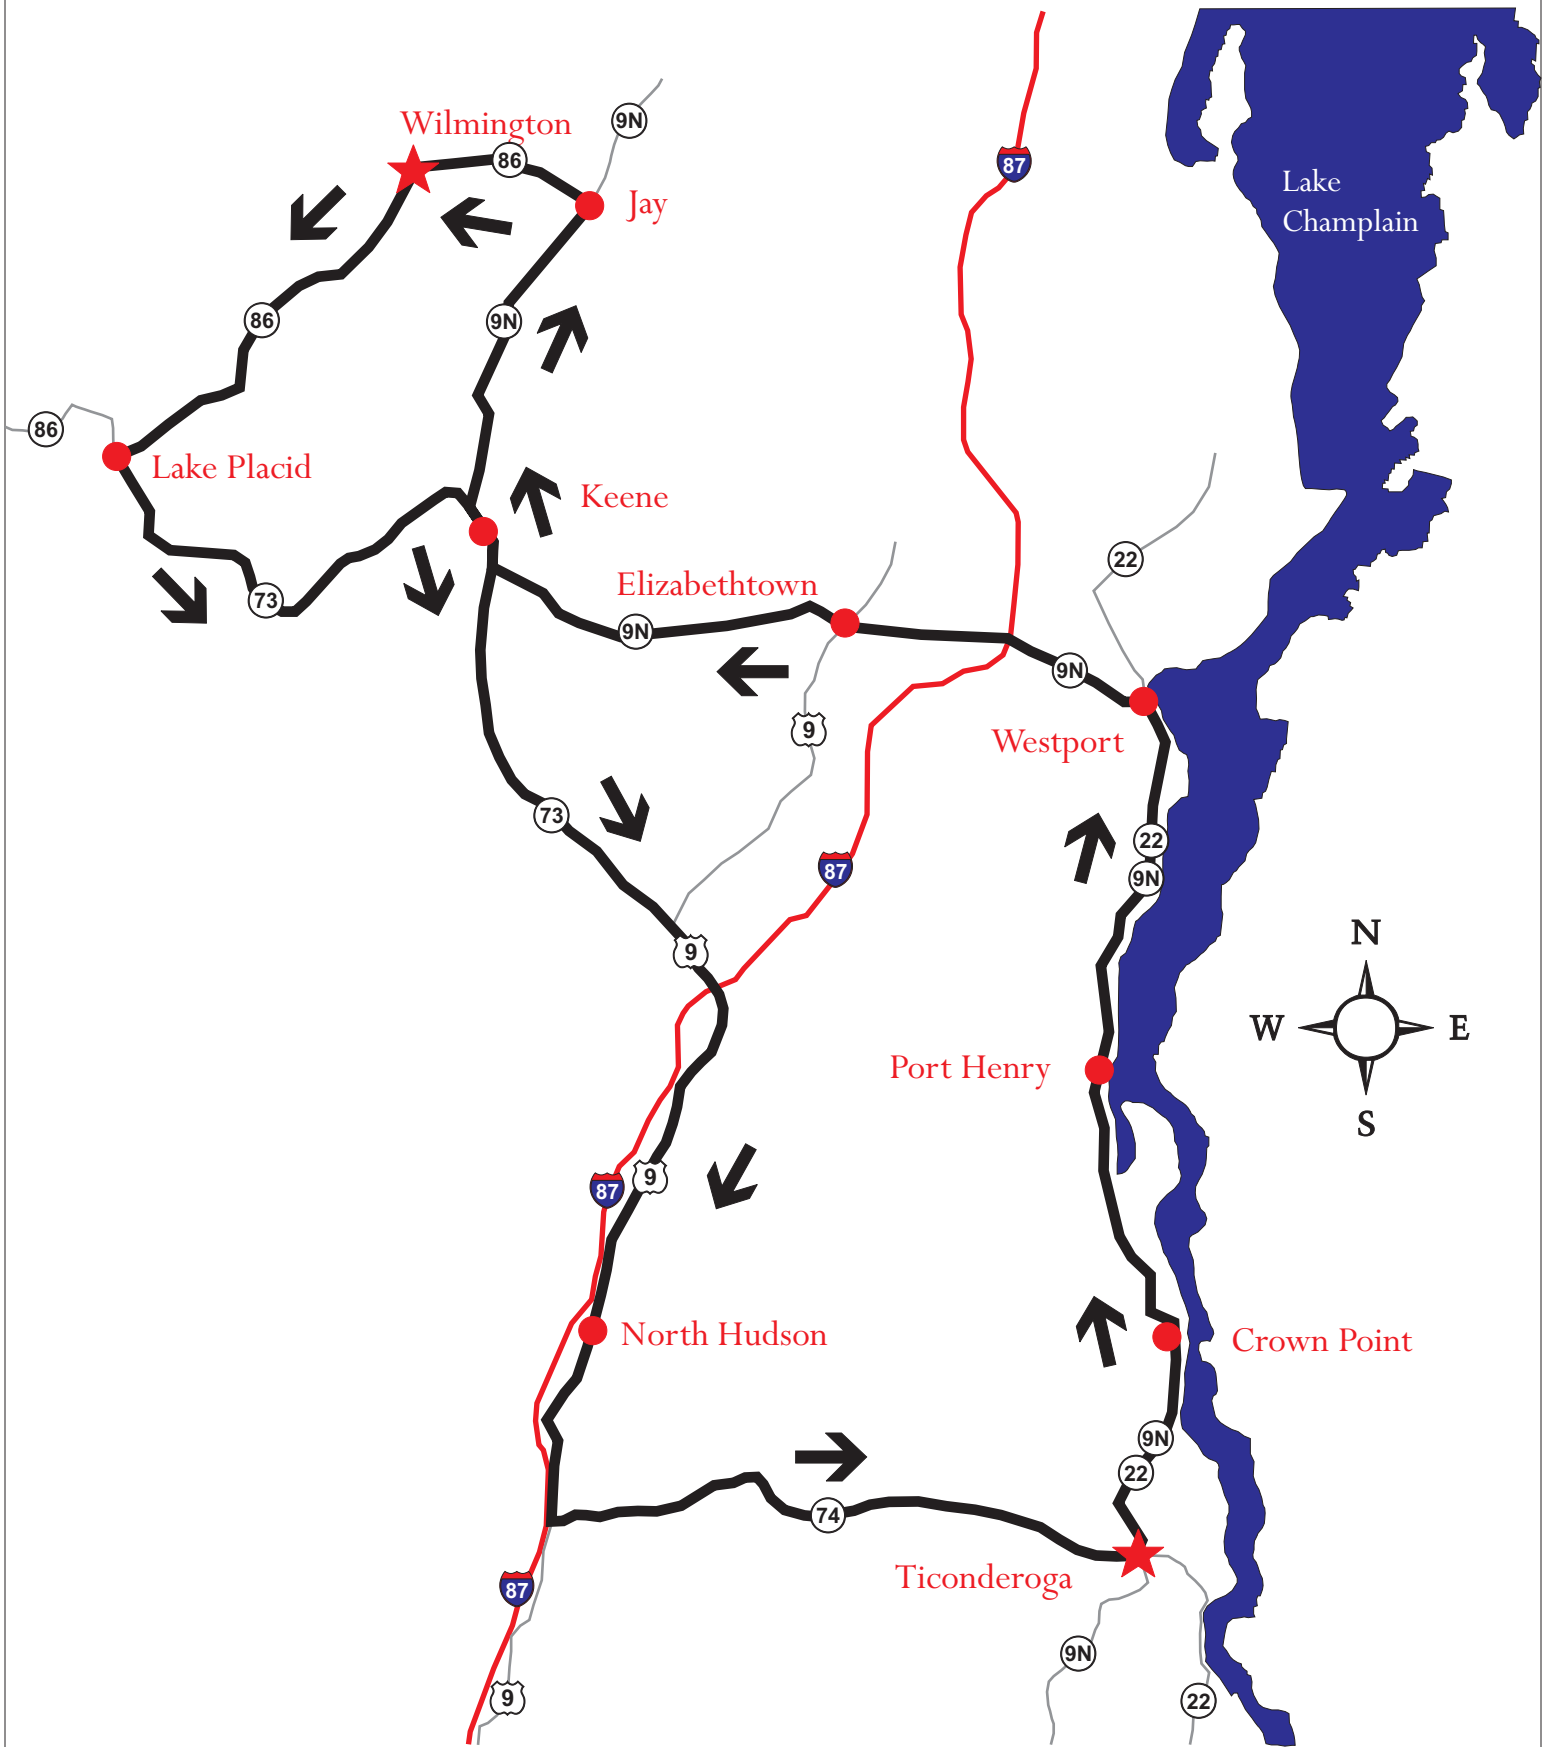 Wilmington
9N
86
87
Lake
Champlain
Jay
86
9N
86
Lake Placid
Keene
22
Elizabethtown
73
9N
9N
9
Westport
73
22
87
9N
N
9
W
E
Port Henry
S
9
87
North Hudson
Crown Point
9N
22
74
Ticonderoga
87
9N
9
22